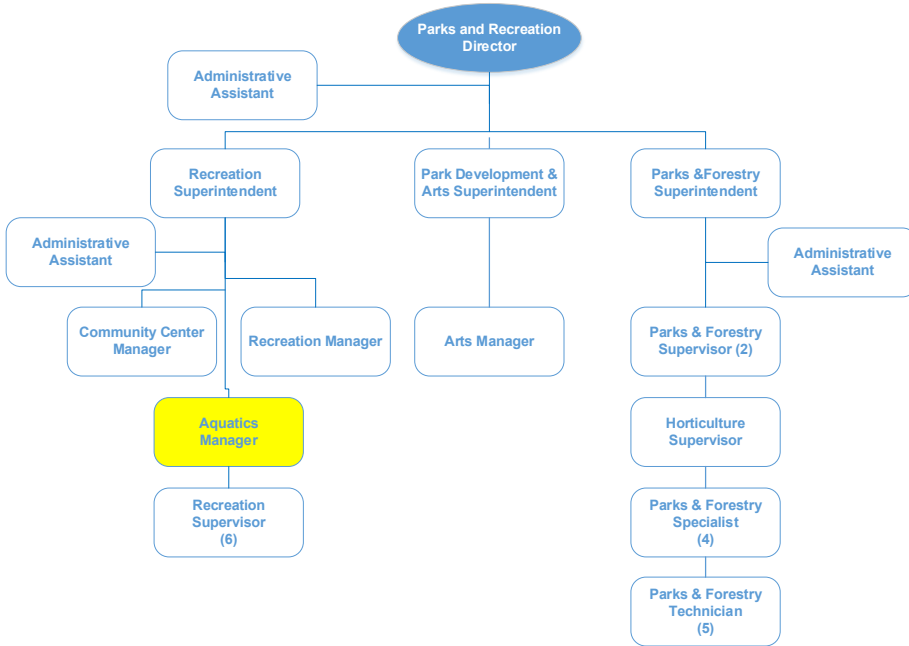 Parks and Recreation
Director
Administrative
Assistant
Recreation
Superintendent
Park Development &
Arts Superintendent
Parks &Forestry
Superintendent
Administrative
Assistant
Administrative
Assistant
Community Center
Manager
Recreation Manager
Arts Manager
Parks & Forestry
Supervisor (2)
Aquatics
Manager
Horticulture
Supervisor
Recreation
Supervisor
(6)
Parks & Forestry
Specialist
(4)
Parks & Forestry
Technician
(5)